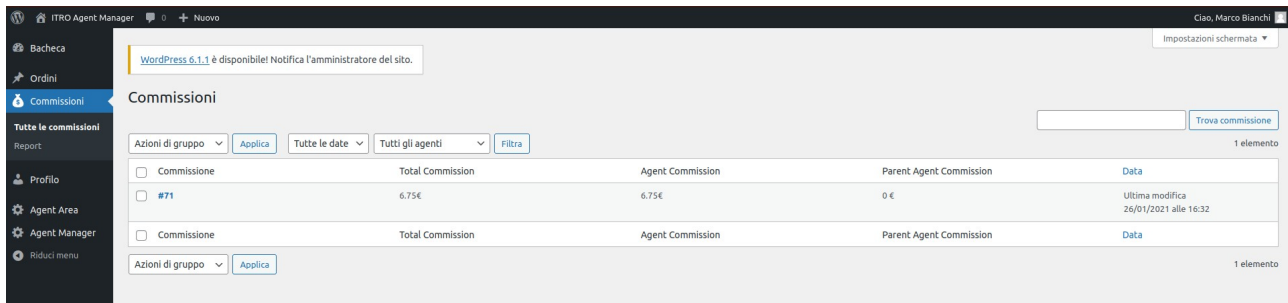 ITRO Agent Manager 0 + Nuovo Ciao, Marco Bianchi
Impostazioni schermata ▼
Bacheca
Ordini
Commissioni
Tutte le commissioni
Report
Profilo
Agent Area
Agent Manager
Riduci menu
WordPress 6.1.1 è disponibile! Notifica l'amministratore del sito.
Commissioni
Trova commissione
Azioni di gruppo Applica Tutte le date Tutti gli agenti Filtra 1 elemento
Commissione Total Commission Agent Commission Parent Agent Commission Data
#71 6.75€ 6.75€ 0 € Ultima modifica
26/01/2021 alle 16:32
Commissione Total Commission Agent Commission Parent Agent Commission Data
Azioni di gruppo Applica 1 elemento